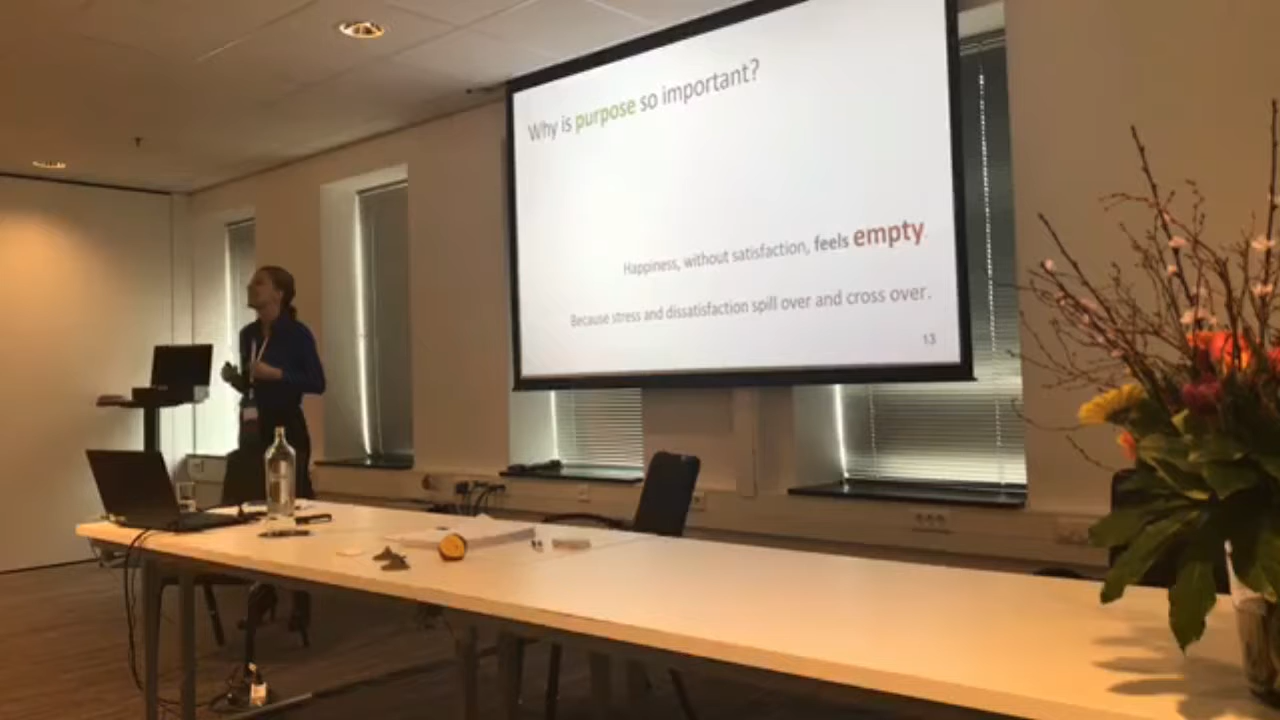 Why is purpose so important?
Happiness, without satisfaction, feels empty.
Because stress and dissatisfaction spill over and cross over.
13